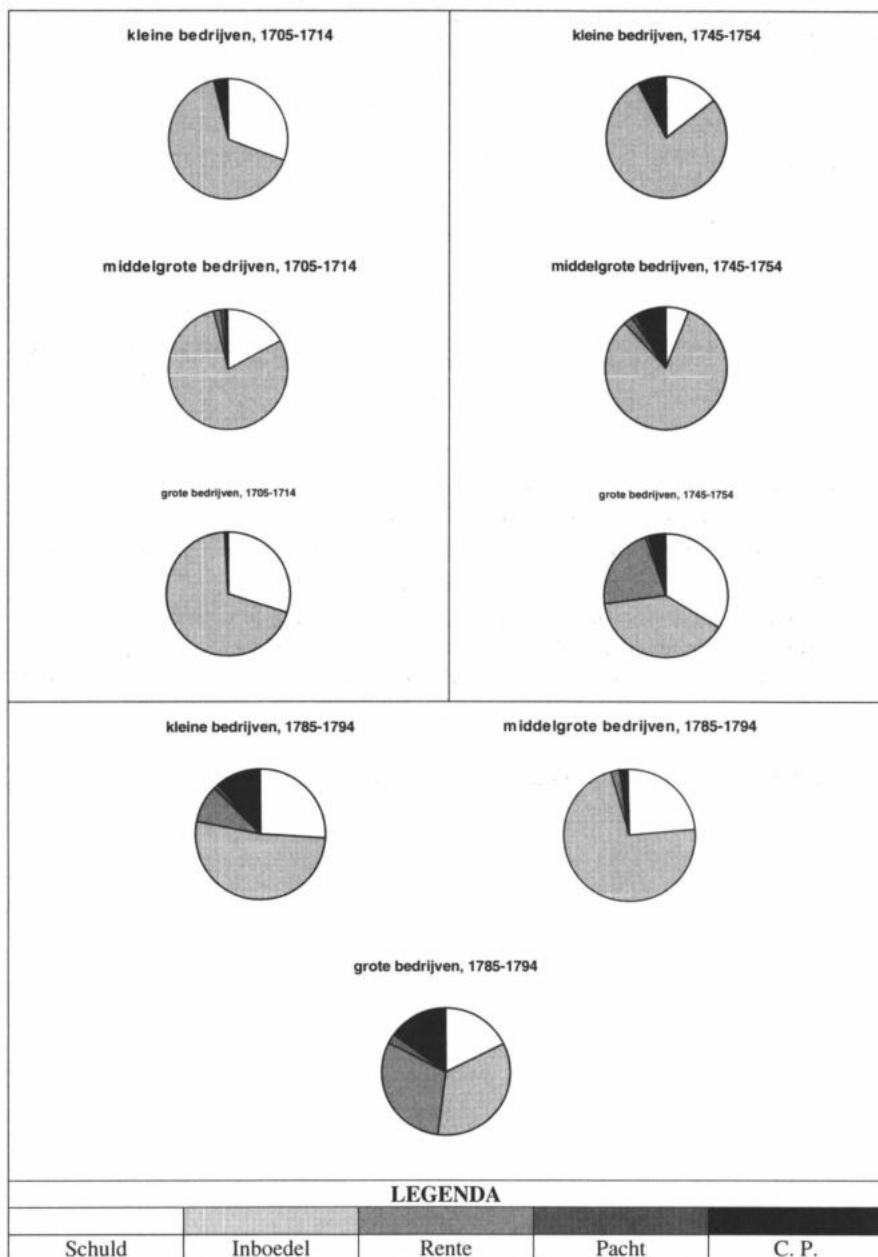 kleine bedrijven, 1705-1714
middelgrote bedrijven, 1705-1714
grote bedrijven, 1705-1714
kleine bedrijven, 1745-1754
middelgrote bedrijven, 1745-1754
grote bedrijven, 1745-1754
kleine bedrijven, 1785-1794
middelgrote bedrijven, 1785-1794
grote bedrijven, 1785-1794
LEGENDA
Schuld Inboedel Rente Pacht C. P.